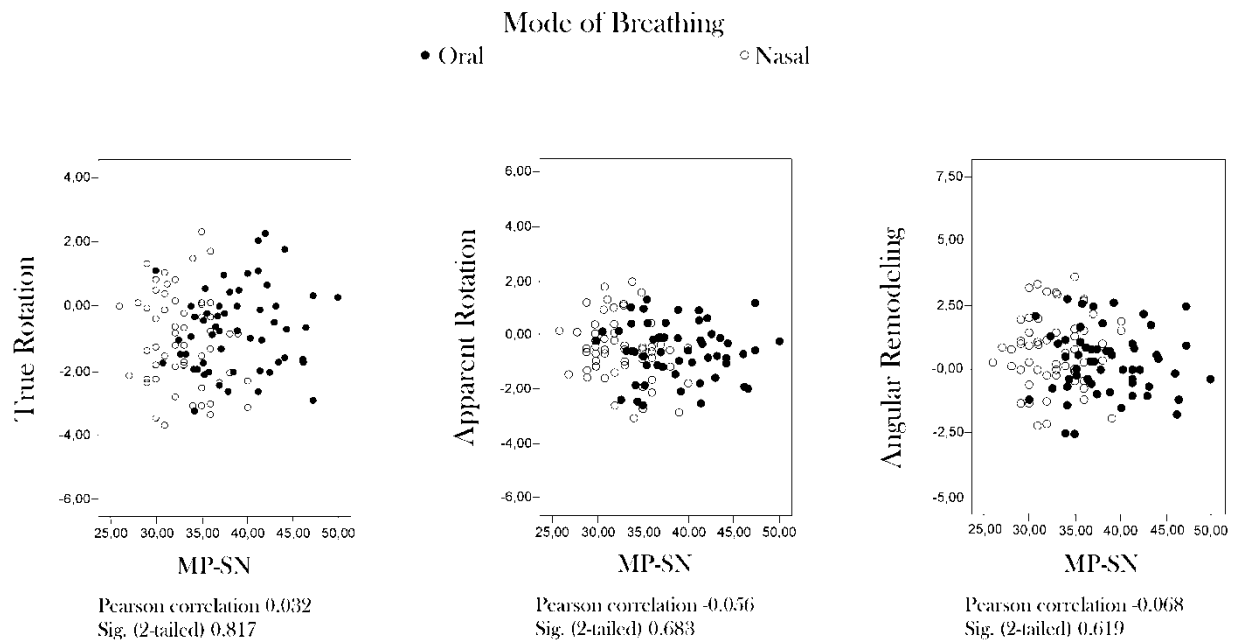 Mode of Breathing
● Oral ○ Nasal
True Rotation
4,00
2,00
0,00
-2,00
-4,00
-6,00
25,00 30,00 35,00 40,00 45,00 50,00
MP-SN
Pearson correlation 0.032
Sig. (2-tailed) 0.817
Apparent Rotation
6,00
4,00
2,00
0,00
-2,00
-4,00
-6,00
25,00 30,00 35,00 40,00 45,00 50,00
MP-SN
Pearson correlation -0.056
Sig. (2-tailed) 0.683
Angular Remodeling
7,50
5,00
2,50
-0,00
-2,50
-5,00
25,00 30,00 35,00 40,00 45,00 50,00
MP-SN
Pearson correlation -0.068
Sig. (2-tailed) 0.619